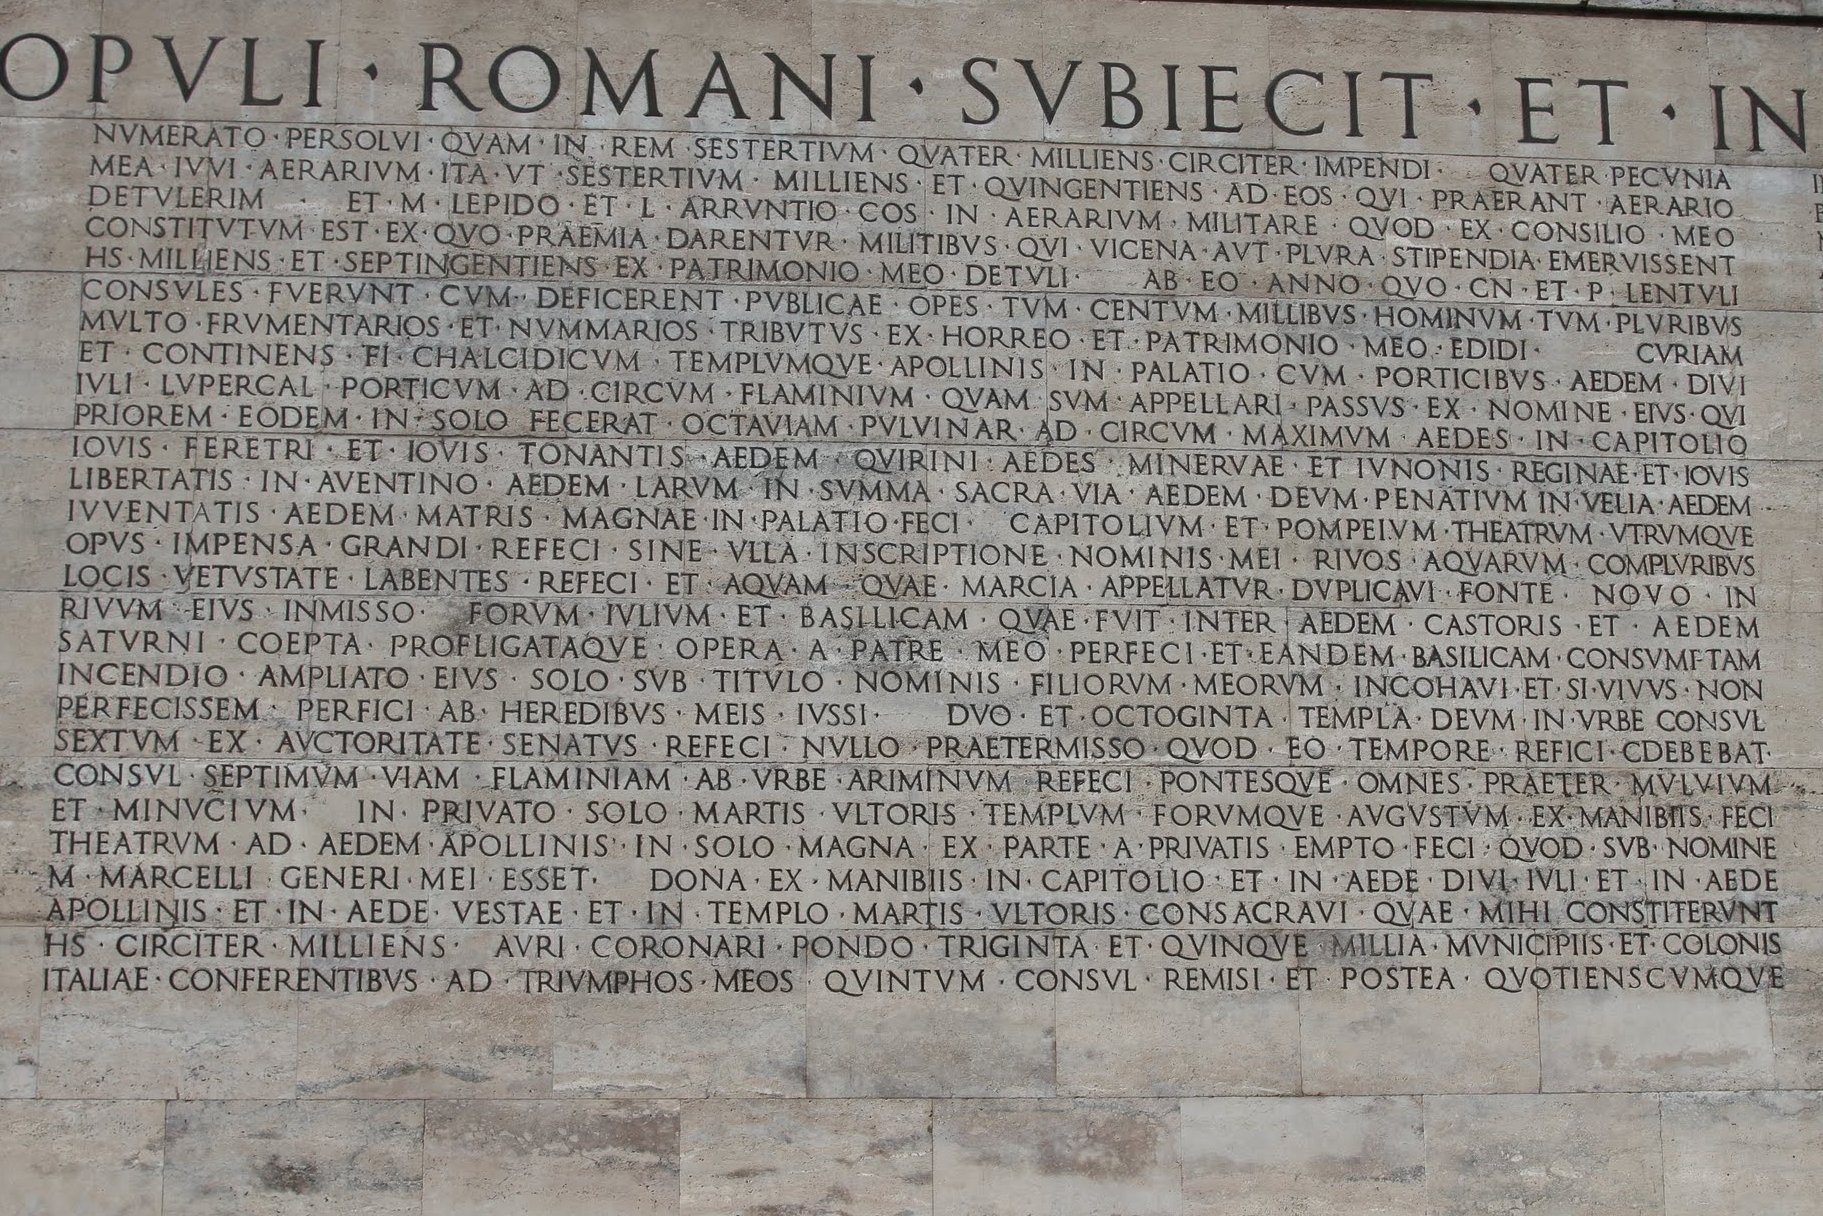 OPVLI · ROMANI · SVBIECIT · ET · IN
NVMERATO · PERSOLVI · QVAM · IN · REM · SESTERTIVM · QVATER · MILLIENS · CIRCITER · IMPENDI · QVATER · PECVNIA
MEA · IVVI · AERARIVM · ITA · VT · SESTERTIVM · MILLIENS · ET · QVINGENTIENS · AD · EOS · QVI · PRAERANT · AERARIO
DETVLERIM · ET · M · LEPIDO · ET · L · ARRVNTIO · COS · IN · AERARIVM · MILITARE · QVOD · EX · CONSILIO · MEO
CONSTITVTVM · EST · EX · QVO · PRAEMIA · DARENTVR · MILITIBVS · QVI · VICENA · AVT · PLVRA · STIPENDIA · EMERVISSENT
HS · MILLIENS · ET · SEPTINGENTIENS · EX · PATRIMONIO · MEO · DETVLI · AB · EO · ANNO · QVO · CN · ET · P · LENTVLI
CONSVLES · FVERVNT · CVM · DEFICERENT · PVBLICAE · OPES · TVM · CENTVM · MILLIBVS · HOMINVM · TVM · PLVRIBVS
MVLTO · FRVMENTARIOS · ET · NVMMARIOS · TRIBVTVS · EX · HORREO · ET · PATRIMONIO · MEO · EDIDI · CVRIAM
ET · CONTINENS · FI · CHALCIDICVM · TEMPLVMQVE · APOLLINIS · IN · PALATIO · CVM · PORTICIBVS · AEDEM · DIVI
IVLI · LVPERCAL · PORTICVM · AD · CIRCVM · FLAMINIVM · QVAM · SVM · APPELLARI · PASSVS · EX · NOMINE · EIVS · QVI
PRIOREM · EODEM · IN · SOLO · FECERAT · OCTAVIAM · PVLVINAR · AD · CIRCVM · MAXIMVM · AEDES · IN · CAPITOLIO
IOVIS · FERETRI · ET · IOVIS · TONANTIS · AEDEM · QVIRINI · AEDES · MINERVAE · ET · IVNONIS · REGINAE · ET · IOVIS
LIBERTATIS · IN · AVENTINO · AEDEM · LARVM · IN · SVMMA · SACRA · VIA · AEDEM · DEVM · PENATIVM · IN · VELIA · AEDEM
IVVENTATIS · AEDEM · MATRIS · MAGNAE · IN · PALATIO · FECI · CAPITOLIVM · ET · POMPEIVM · THEATRVM · VTRVMQVE
OPVS · IMPENSA · GRANDI · REFECI · SINE · VLLA · INSCRIPTIONE · NOMINIS · MEI · RIVOS · AQVARVM · COMPLVRIBVS
LOCIS · VETVSTATE · LABENTES · REFECI · ET · AQVAM · QVAE · MARCIA · APPELLATVR · DVPLICAVI · FONTE · NOVO · IN
RIVVM · EIVS · INMISSO · FORVM · IVLIVM · ET · BASILICAM · QVAE · FVIT · INTER · AEDEM · CASTORIS · ET · AEDEM
SATVRNI · COEPTA · PROFLIGATAQVE · OPERA · A · PATRE · MEO · PERFECI · ET · EANDEM · BASILICAM · CONSVMPTAM
INCENDIO · AMPLIATO · EIVS · SOLO · SVB · TITVLO · NOMINIS · FILIORVM · MEORVM · INCOHAVI · ET · SI · VIVVS · NON
PERFECISSEM · PERFICI · AB · HEREDIBVS · MEIS · IVSSI · DVO · ET · OCTOGINTA · TEMPLA · DEVM · IN · VRBE CONSVL
SEXTVM · EX · AVCTORITATE · SENATVS · REFECI · NVLLO · PRAETERMISSO · QVOD · EO · TEMPORE · REFICI · CDEBEBAT ·
CONSVL · SEPTIMVM · VIAM · FLAMINIAM · AB · VRBE · ARIMINVM · REFECI · PONTESQVE · OMNES · PRAETER · MVLVIVM
ET · MINVCIVM · IN · PRIVATO · SOLO · MARTIS · VLTORIS · TEMPLVM · FORVMQVE · AVGVSTVM · EX · MANIBIIS · FECI
THEATRVM · AD · AEDEM · APOLLINIS · IN · SOLO · MAGNA · EX · PARTE · A · PRIVATIS · EMPTO · FECI · QVOD · SVB · NOMINE
M · MARCELLI · GENERI · MEI · ESSET · DONA · EX · MANIBIIS · IN · CAPITOLIO · ET · IN · AEDE · DIVI · IVLI · ET · IN · AEDE
APOLLINIS · ET · IN · AEDE · VESTAE · ET · IN · TEMPLO · MARTIS · VLTORIS · CONSACRAVI · QVAE · MIHI · CONSTITERVNT
HS · CIRCITER · MILLIENS · AVRI · CORONARI · PONDO · TRIGINTA · ET · QVINQVE · MILLIA · MVNICIPIIS · ET · COLONIS
ITALIAE · CONFERENTIBVS · AD · TRIVMPHOS · MEOS · QVINTVM · CONSVL · REMISI · ET · POSTEA · QVOTIENSCVMQVE